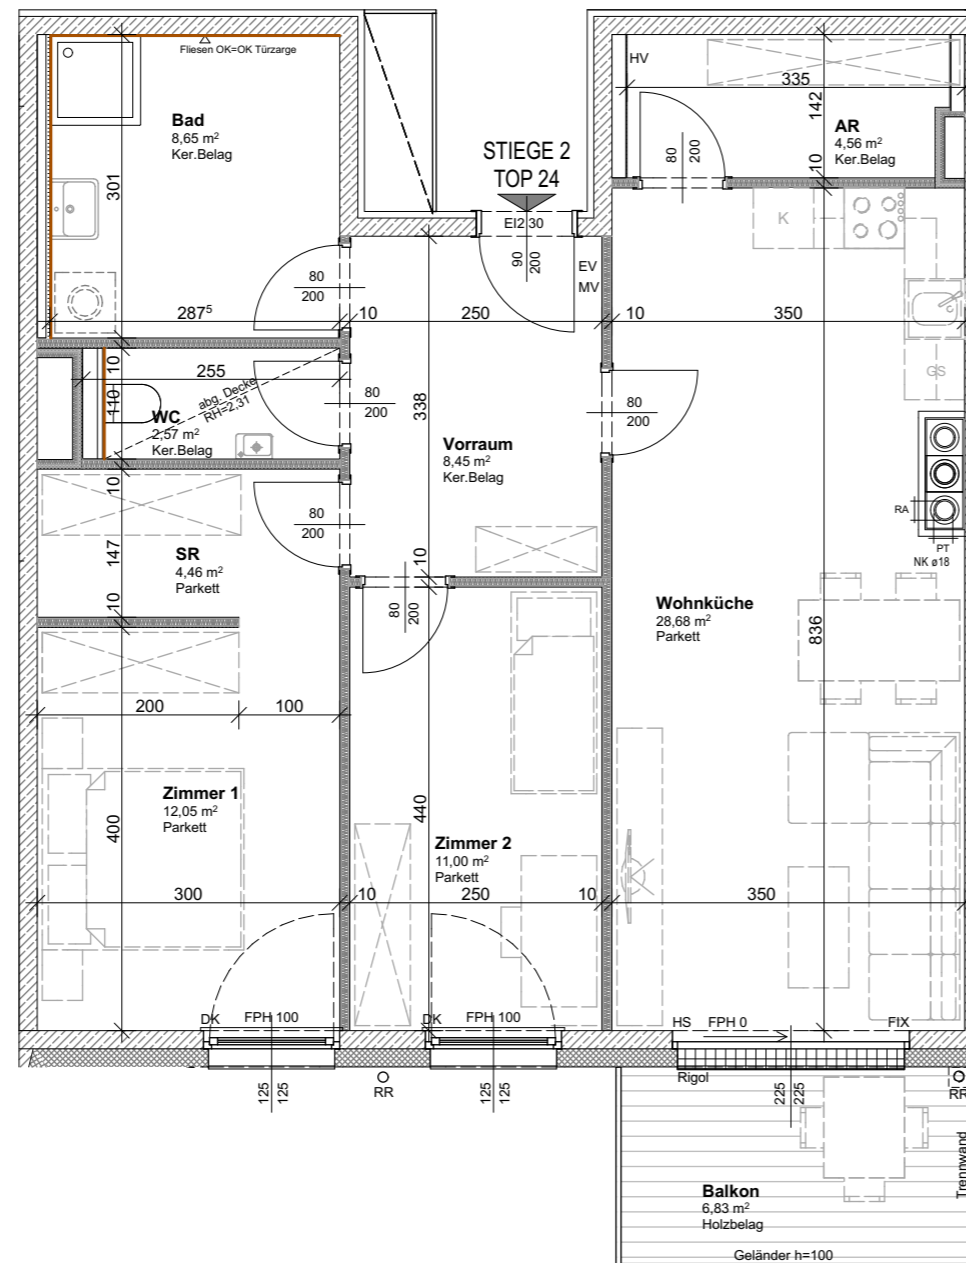 Fliesen OK=OK Türzarge
Bad
8,65 m²
Ker.Belag
301
287⁵
10
250
10
350
STIEGE 2
TOP 24
EI2 30
90
200
EV
MV
HV
335
142
10
AR
4,56 m²
Ker.Belag
80
200
K
GS
80
200
10
110
10
255
abg. Decke
RH=2,31
WC
2,57 m²
Ker.Belag
80
200
338
Vorraum
8,45 m²
Ker.Belag
80
200
RA
PT
NK ø18
147
10
SR
4,46 m²
Parkett
80
200
10
80
200
Wohnküche
28,68 m²
Parkett
836
200
100
Zimmer 1
12,05 m²
Parkett
400
440
Zimmer 2
11,00 m²
Parkett
300
10
250
10
350
DK
FPH 100
DK
FPH 100
HS
FPH 0
FIX
125
125
RR
125
125
Rigol
225
225
RR
Trennwand
Balkon
6,83 m²
Holzbelag
Geländer h=100